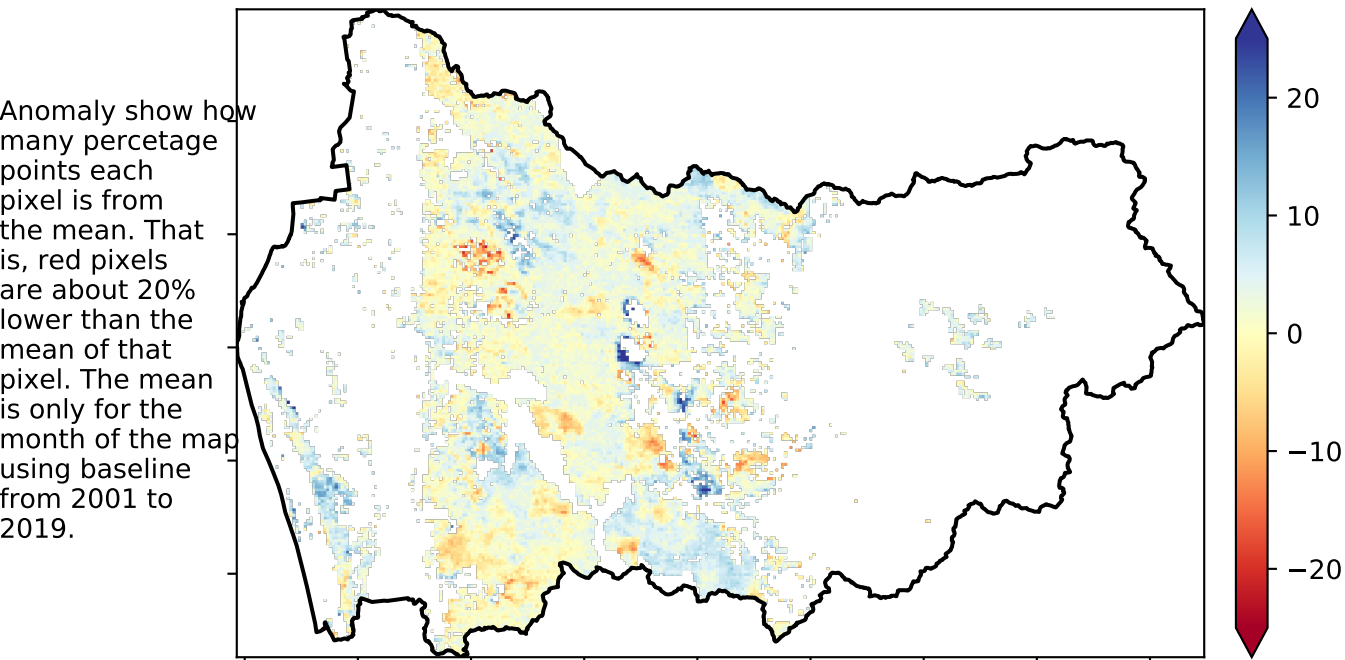 Anomaly show how
many percetage
points each
pixel is from
the mean. That
is, red pixels
are about 20%
lower than the
mean of that
pixel. The mean
is only for the
month of the map
using baseline
from 2001 to
2019.
20
10
0
−10
−20